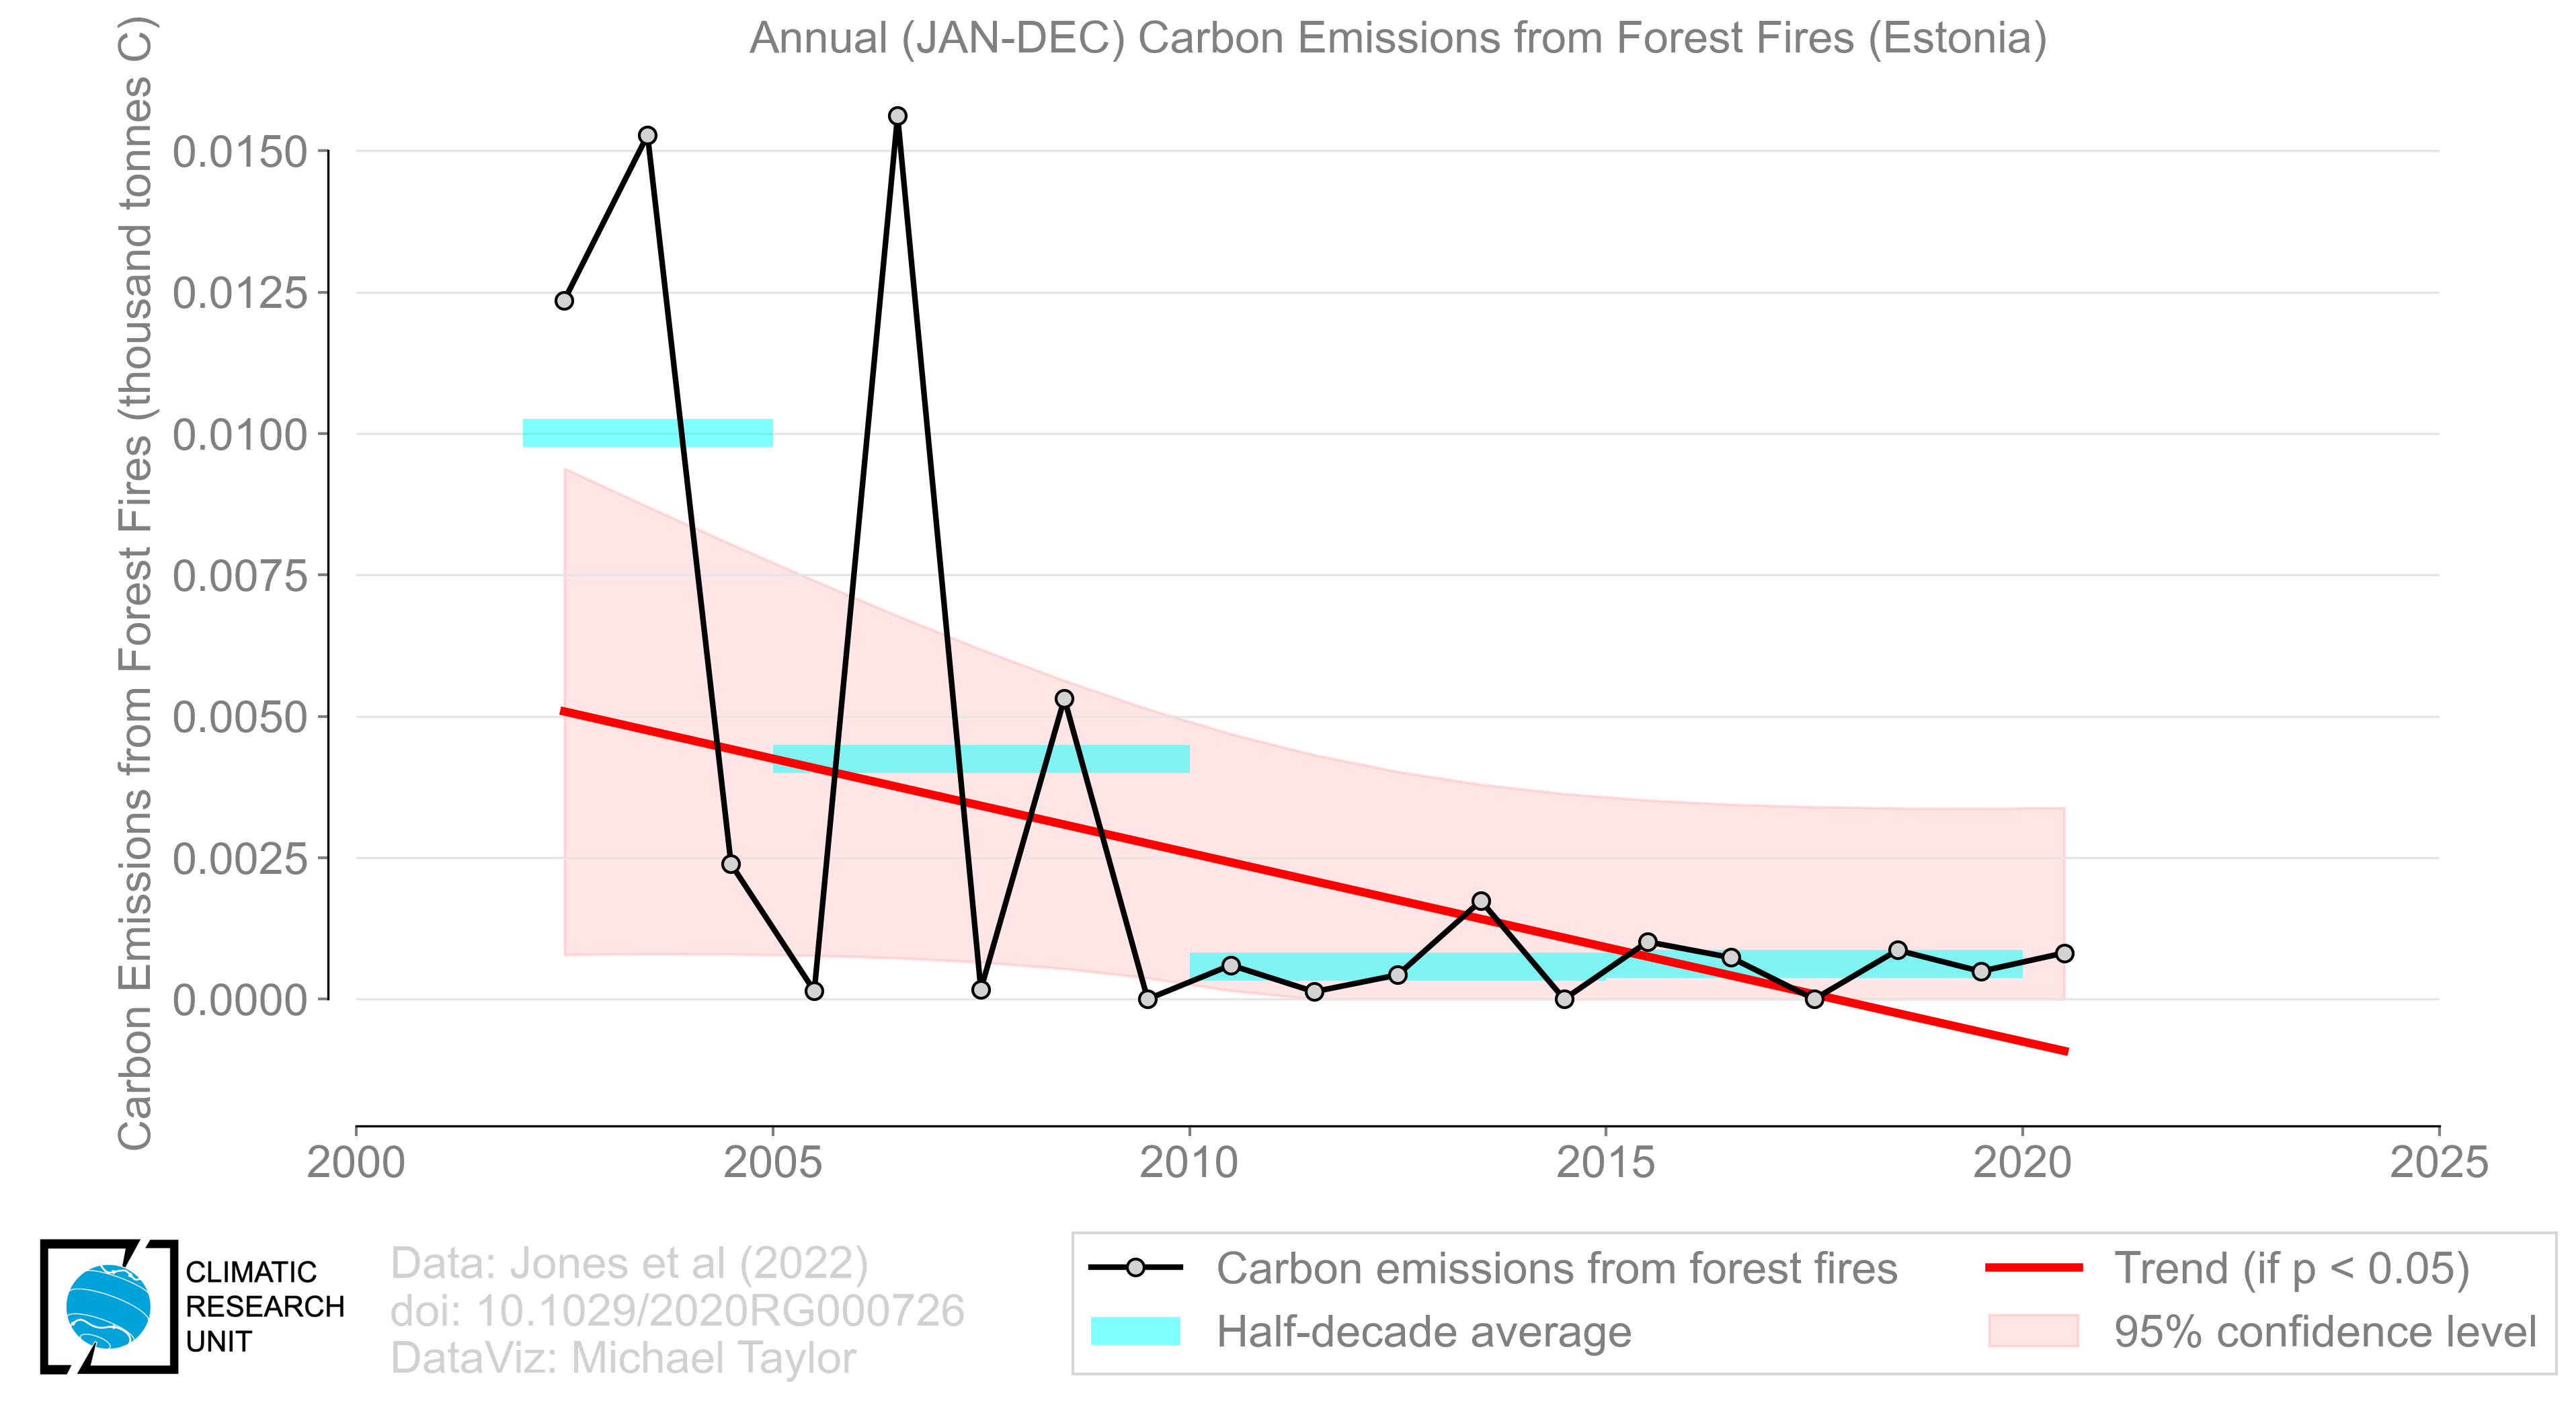 Annual (JAN-DEC) Carbon Emissions from Forest Fires (Estonia)
Carbon Emissions from Forest Fires (thousand tonnes C)
0.0150
0.0125
0.0100
0.0075
0.0050
0.0025
0.0000
2000 2005 2010 2015 2020 2025
CLIMATIC
RESEARCH
UNIT
Data: Jones et al (2022)
doi: 10.1029/2020RG000726
DataViz: Michael Taylor
Carbon emissions from forest fires
Half-decade average
Trend (if p < 0.05)
95% confidence level